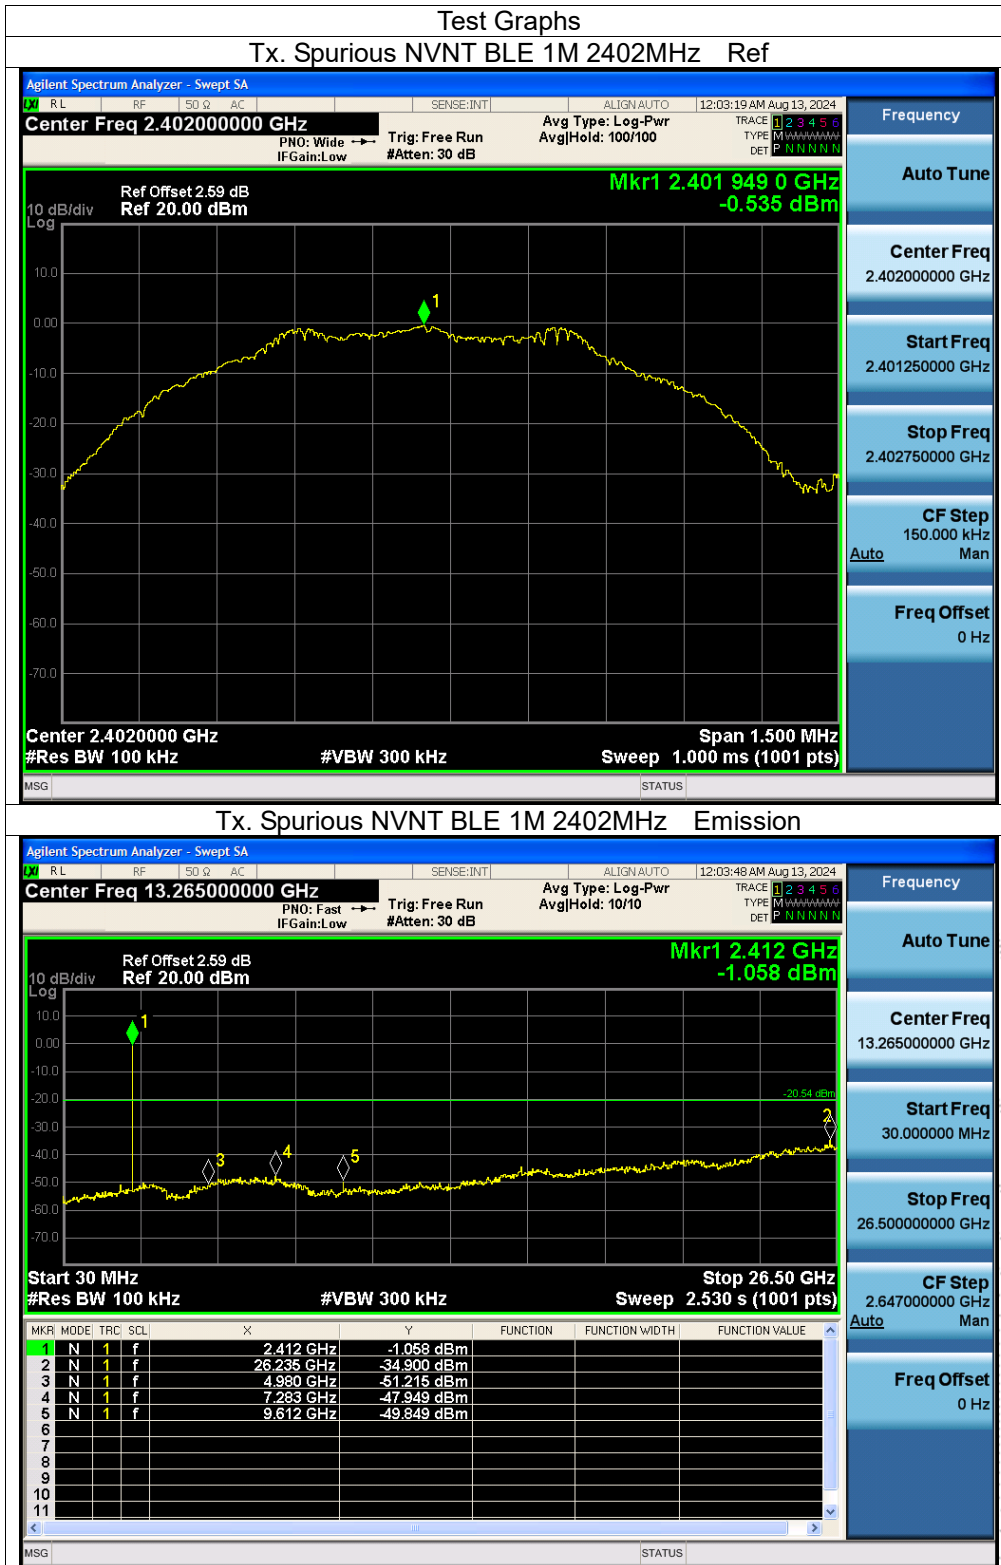 Test Graphs
Tx. Spurious NVNT BLE 1M 2402MHz Ref
Agilent Spectrum Analyzer - Swept SA
LXI RL RF 50 Ω AC SENSE:INT ALIGN AUTO 12:03:19 AM Aug 13, 2024
Center Freq 2.402000000 GHz
PNO: Wide
IFGain:Low
Trig: Free Run
#Atten: 30 dB
Avg Type: Log-Pwr
Avg|Hold: 100/100
TRACE 1 2 3 4 5 6
TYPE M WWWWW
DET P N N N N N
Frequency
Auto Tune
Center Freq
2.402000000 GHz
Start Freq
2.401250000 GHz
Stop Freq
2.402750000 GHz
CF Step
150.000 kHz
Auto Man
Freq Offset
0 Hz
Mkr1 2.401 949 0 GHz
-0.535 dBm
Ref Offset 2.59 dB
10 dB/div Ref 20.00 dBm
Log
1
10.0
0.00
-10.0
-20.0
-30.0
-40.0
-50.0
-60.0
-70.0
Center 2.4020000 GHz Span 1.500 MHz
#Res BW 100 kHz #VBW 300 kHz Sweep 1.000 ms (1001 pts)
MSG STATUS
Tx. Spurious NVNT BLE 1M 2402MHz Emission
Agilent Spectrum Analyzer - Swept SA
LXI RL RF 50 Ω AC SENSE:INT ALIGN AUTO 12:03:48 AM Aug 13, 2024
Center Freq 13.265000000 GHz
PNO: Fast
IFGain:Low
Trig: Free Run
#Atten: 30 dB
Avg Type: Log-Pwr
Avg|Hold: 10/10
TRACE 1 2 3 4 5 6
TYPE M WWWWW
DET P N N N N N
Frequency
Auto Tune
Center Freq
13.265000000 GHz
Start Freq
30.000000 MHz
Stop Freq
26.500000000 GHz
CF Step
2.647000000 GHz
Auto Man
Freq Offset
0 Hz
Mkr1 2.412 GHz
-1.058 dBm
Ref Offset 2.59 dB
10 dB/div Ref 20.00 dBm
Log
10.0
0.00
-10.0
-20.0
-30.0
-40.0
-50.0
-60.0
-70.0
1
-20.54 dBm
2
3
4
5
Start 30 MHz Stop 26.50 GHz
#Res BW 100 kHz #VBW 300 kHz Sweep 2.530 s (1001 pts)
MKR MODE TRC SCL X Y FUNCTION FUNCTION WIDTH FUNCTION VALUE
1 N 1 f 2.412 GHz -1.058 dBm
2 N 1 f 26.235 GHz -34.900 dBm
3 N 1 f 4.980 GHz -51.215 dBm
4 N 1 f 7.283 GHz -47.949 dBm
5 N 1 f 9.612 GHz -49.849 dBm
6
7
8
9
10
11
MSG STATUS